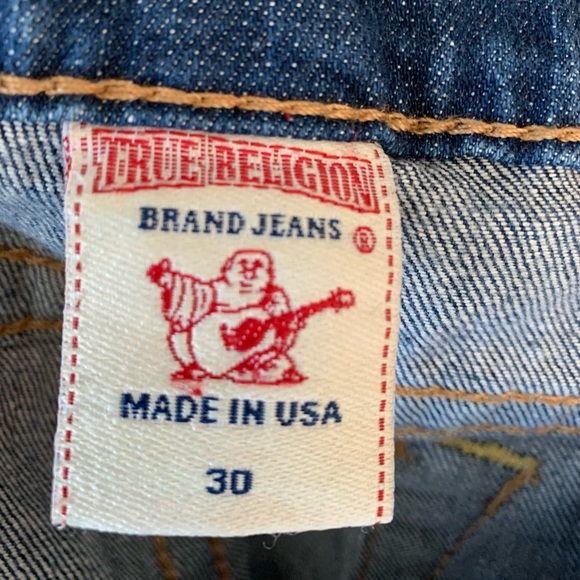 TRUE RELIGION
BRAND JEANS ®
MADE IN USA
30